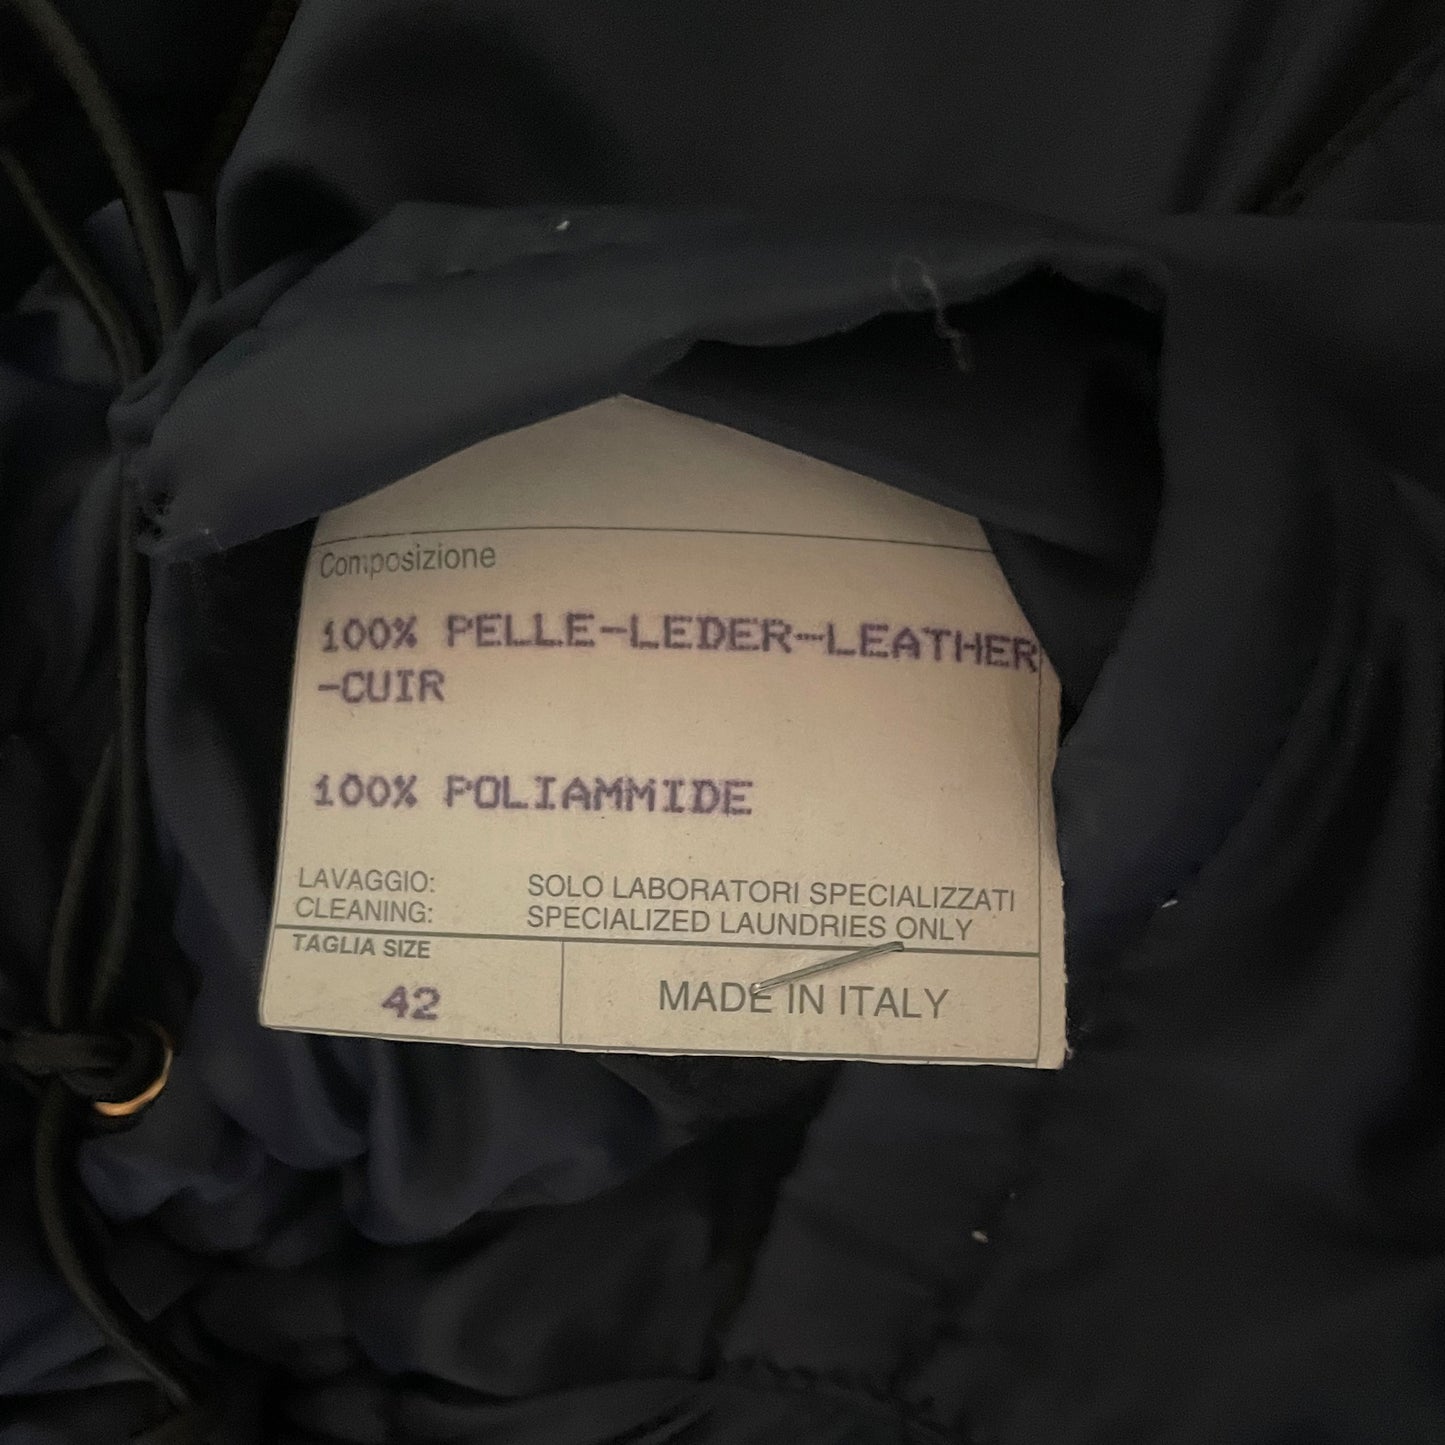 Composizione
100% PELLE-LEDER-LEATHER
-CUIR
100% POLIAMMIDE
LAVAGGIO: SOLO LABORATORI SPECIALIZZATI
CLEANING: SPECIALIZED LAUNDRIES ONLY
TAGLIA SIZE
42
MADE IN ITALY